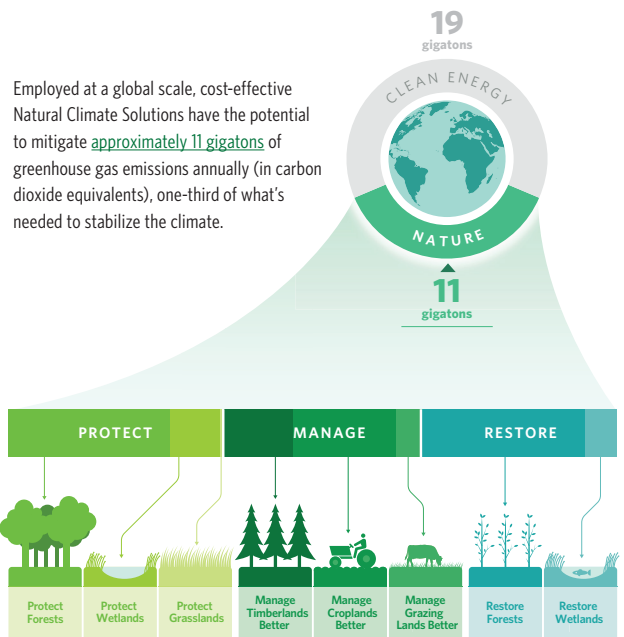 19
gigatons
CLEAN ENERGY
Employed at a global scale, cost-effective
Natural Climate Solutions have the potential
to mitigate approximately 11 gigatons of
greenhouse gas emissions annually (in carbon
dioxide equivalents), one-third of what's
needed to stabilize the climate.
NATURE
11
gigatons
PROTECT
MANAGE
RESTORE
Protect
Forests
Protect
Wetlands
Protect
Grasslands
Manage
Timberlands
Better
Manage
Croplands
Better
Manage
Grazing
Lands Better
Restore
Forests
Restore
Wetlands